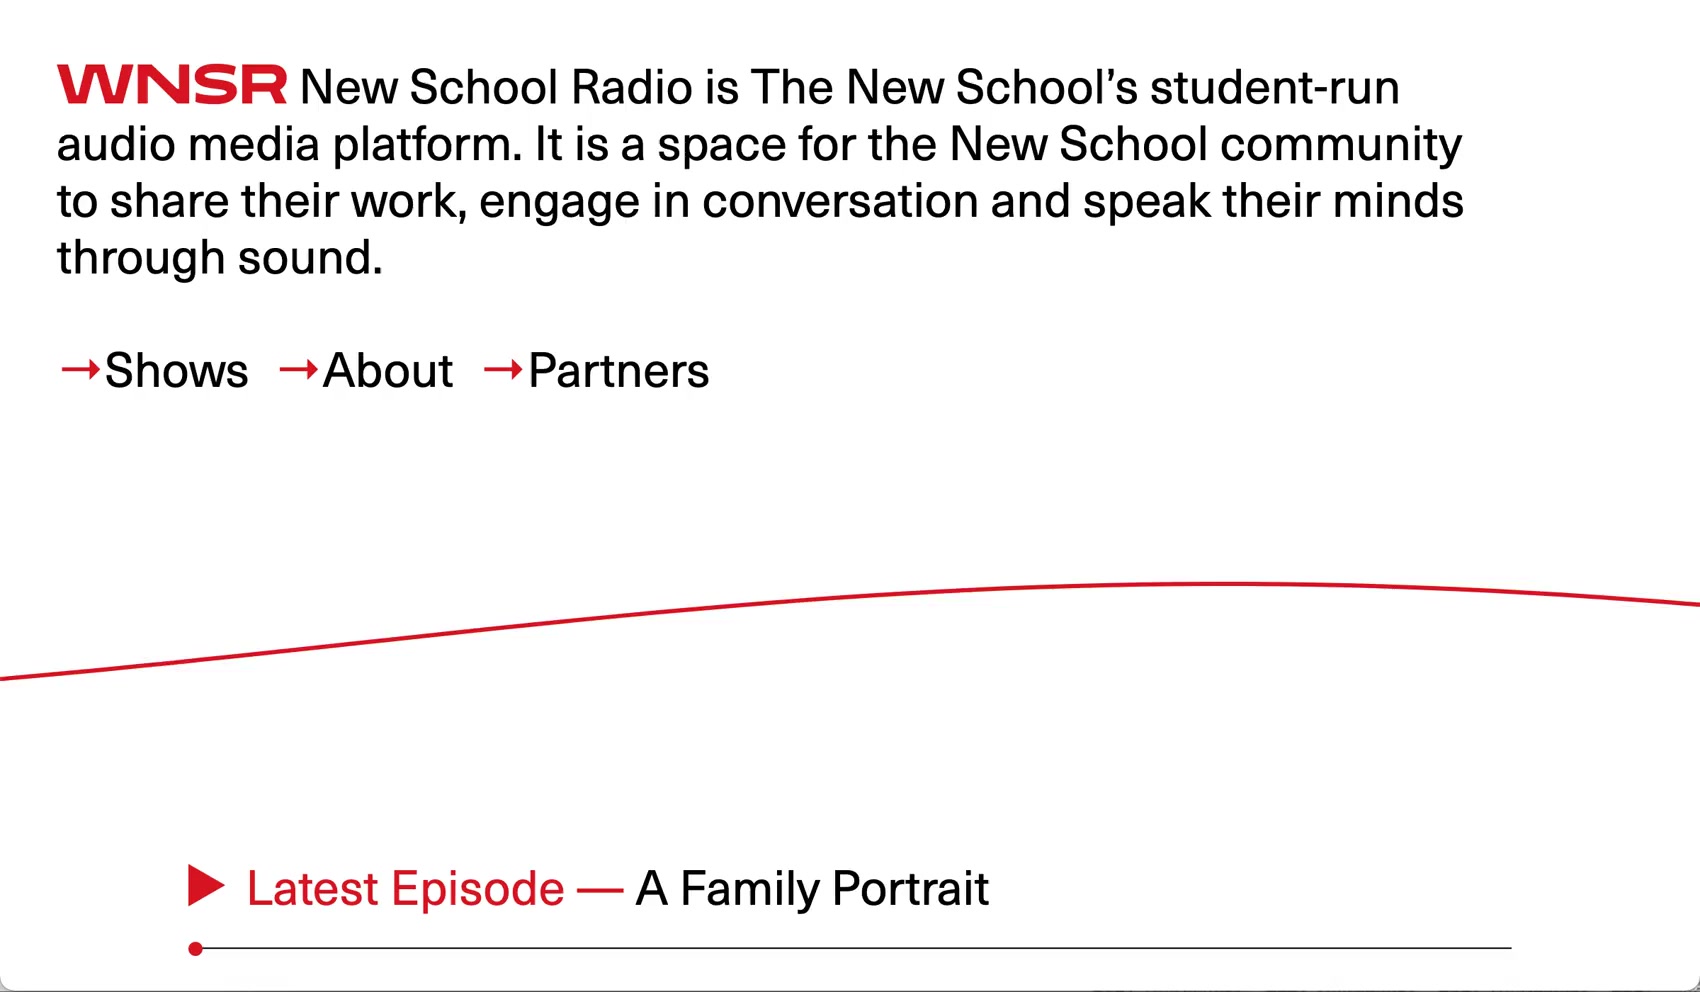 WNSR New School Radio is The New School’s student-run
audio media platform. It is a space for the New School community
to share their work, engage in conversation and speak their minds
through sound.
→Shows →About →Partners
Latest Episode — A Family Portrait